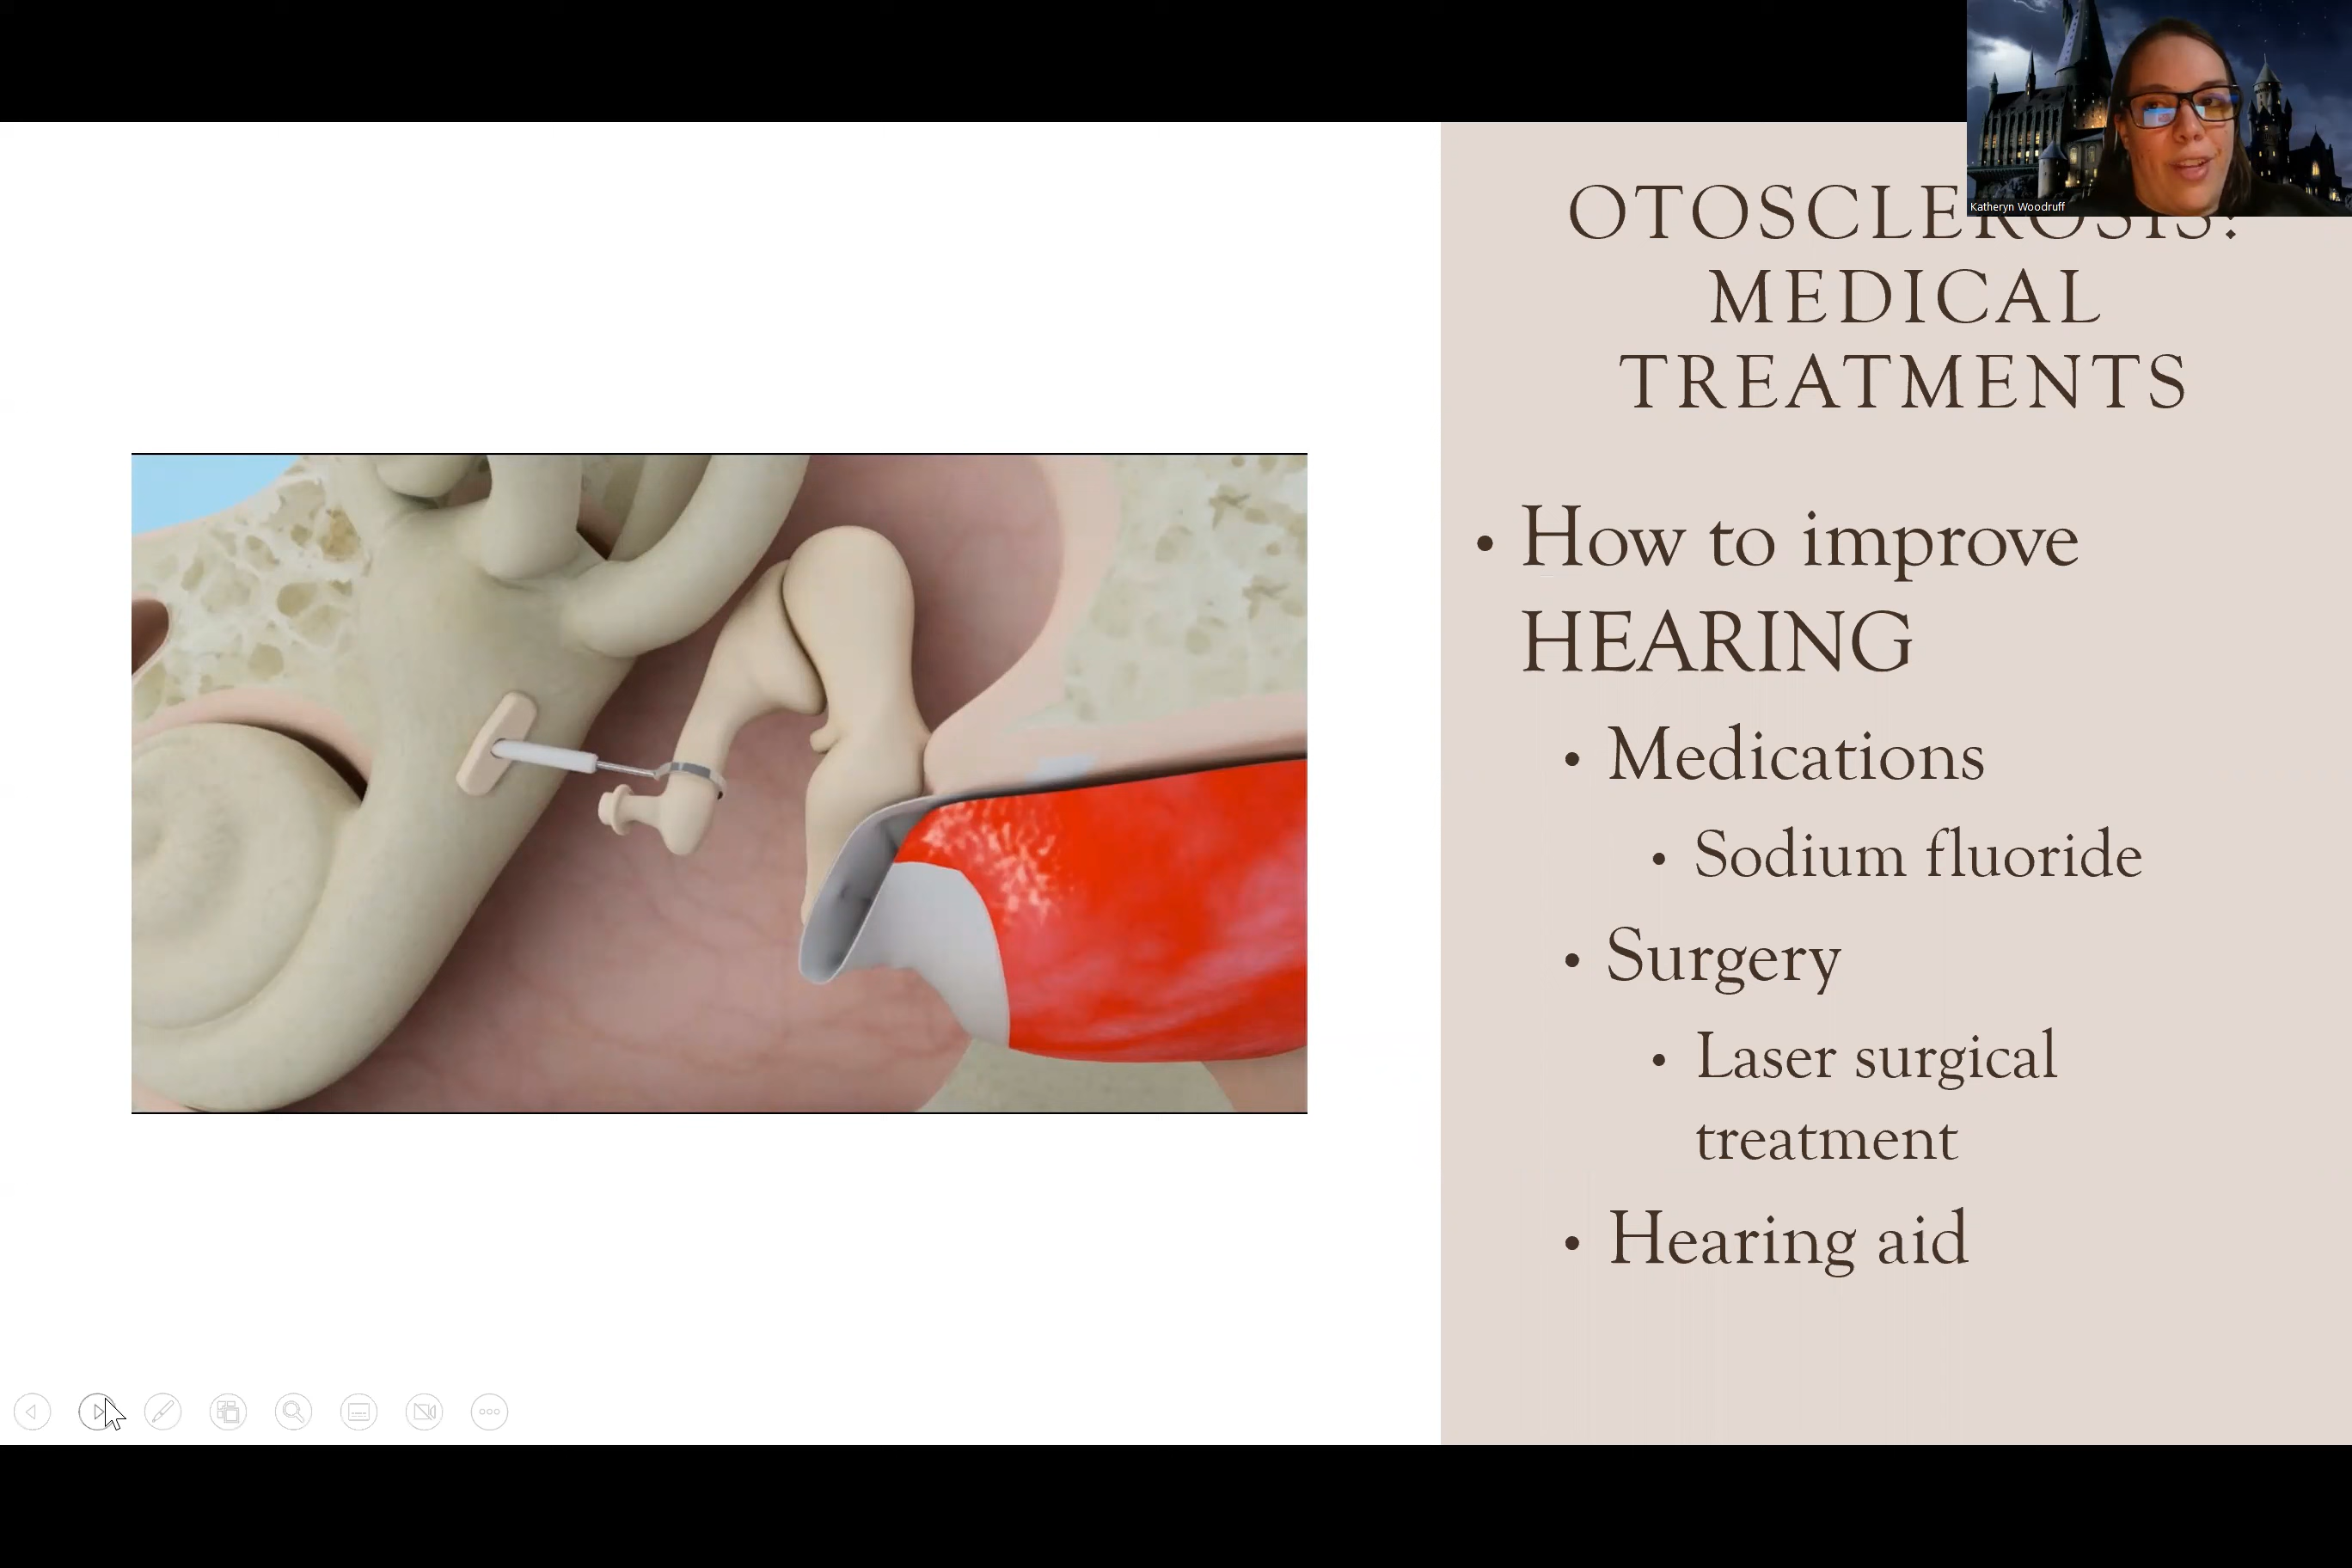 Katheryn Woodruff
OTOSCLEROSIS:
MEDICAL
TREATMENTS
• How to improve
HEARING
• Medications
• Sodium fluoride
• Surgery
• Laser surgical
treatment
• Hearing aid